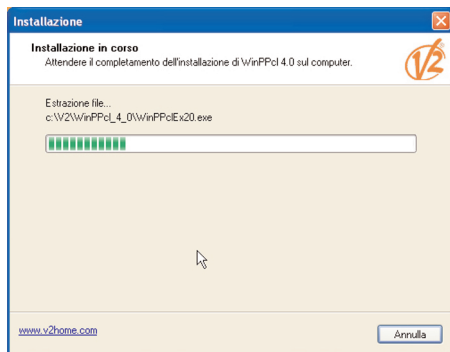 Installazione
Installazione in corso
Attendere il completamento dell'installazione di WinPPcl 4.0 sul computer.
V2
Estrazione file...
c:\V2\WinPPcl_4_0\WinPPclEx20.exe
www.v2home.com
Annulla